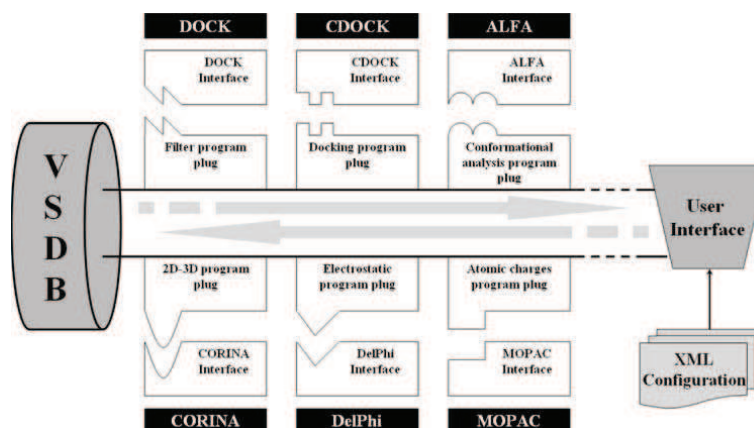 DOCK
CDOCK
ALFA
DOCK
Interface
CDOCK
Interface
ALFA
Interface
Filter program
plug
Docking program
plug
Conformational
analysis program
plug
V
S
D
B
User
Interface
2D-3D program
plug
Electrostatic
program plug
Atomic charges
program plug
CORINA
Interface
DelPhi
Interface
MOPAC
Interface
XML
Configuration
CORINA
DelPhi
MOPAC